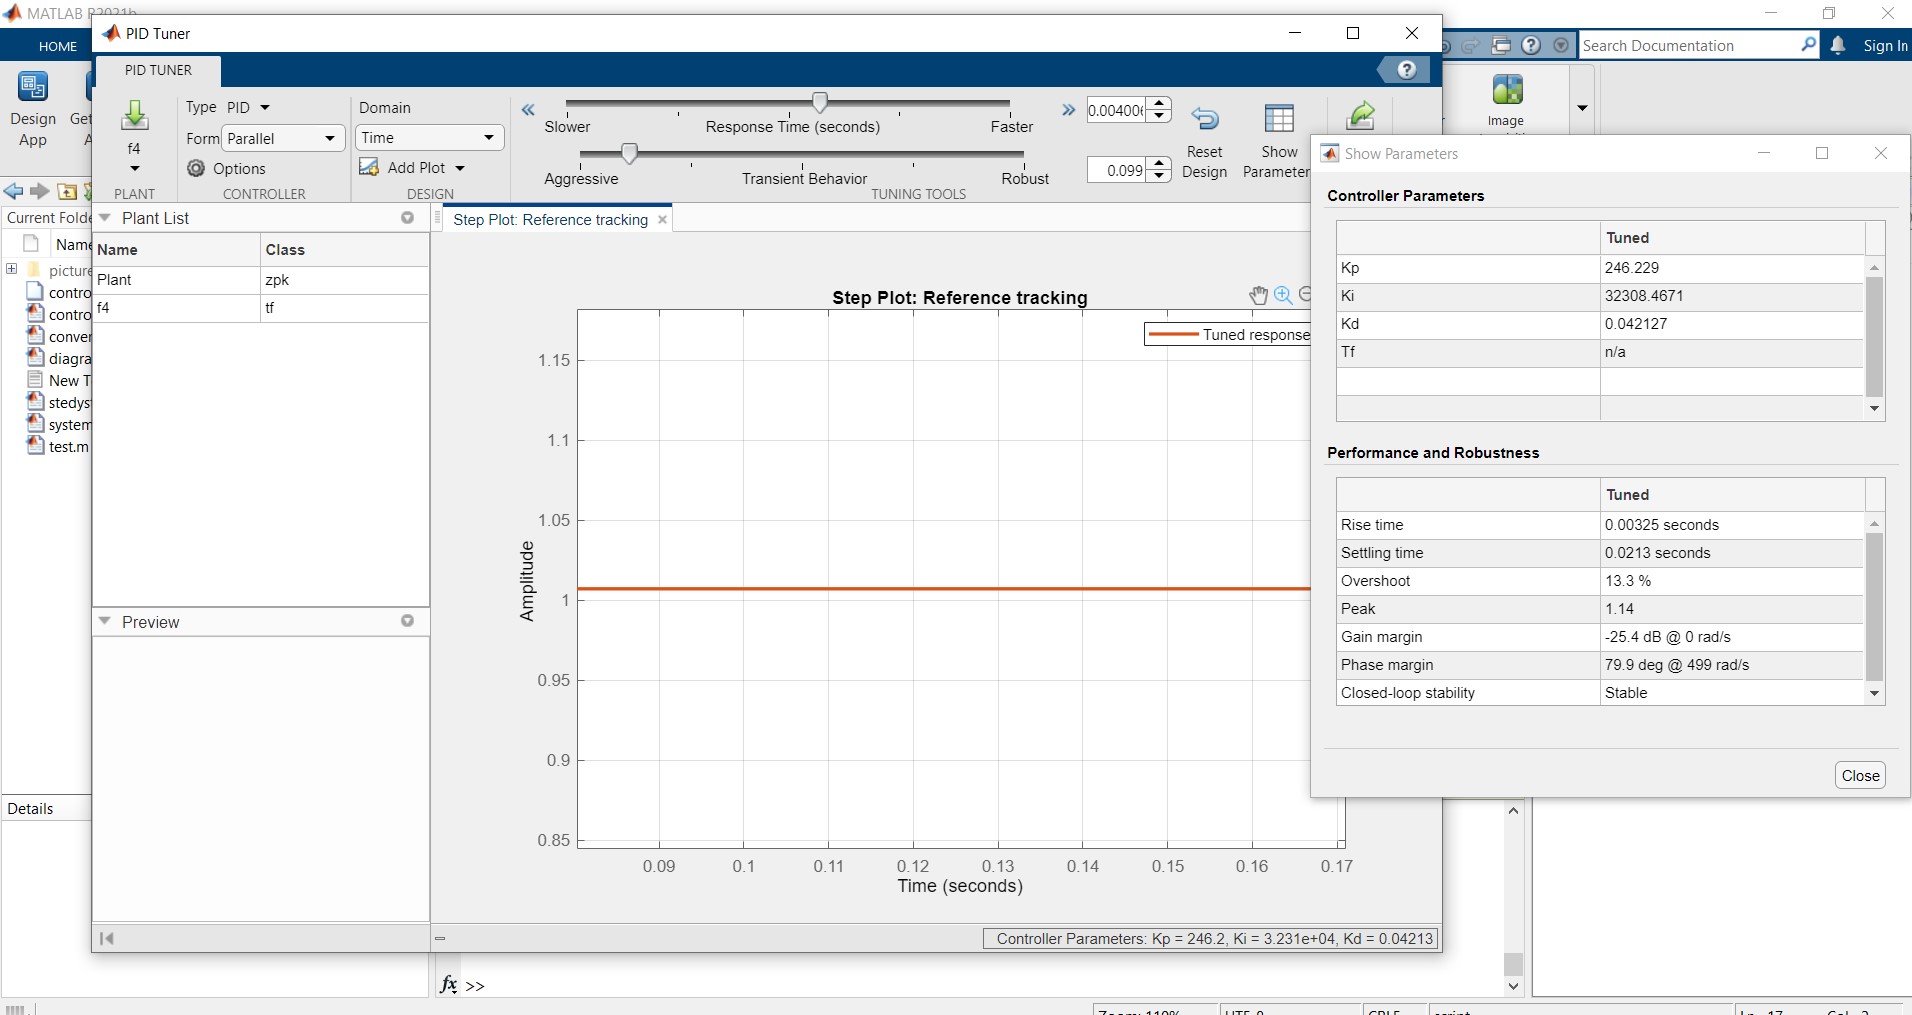 MATLAB R2021b
HOME
PID Tuner
Search Documentation
Sign In
PID TUNER
Design
App
Get
A
f4
PLANT
Type PID
Form Parallel
Options
CONTROLLER
Domain
Time
Add Plot
DESIGN
Slower
Response Time (seconds)
Faster
Aggressive
Transient Behavior
Robust
0.099
TUNING TOOLS
Reset
Design
Show
Parameter
Image
Current Folde
Name
picture
contro
contro
conver
diagra
New T
stedys
system
test.m
Details
Plant List
Name Class
Plant zpk
f4 tf
Preview
Step Plot: Reference tracking
Step Plot: Reference tracking
Tuned response
1.15
1.1
1.05
1
0.95
0.9
0.85
Amplitude
0.09 0.1 0.11 0.12 0.13 0.14 0.15 0.16 0.17
Time (seconds)
Controller Parameters: Kp = 246.2, Ki = 3.231e+04, Kd = 0.04213
fx >>
Show Parameters
Controller Parameters
Tuned
Kp 246.229
Ki 32308.4671
Kd 0.042127
Tf n/a
Performance and Robustness
Tuned
Rise time 0.00325 seconds
Settling time 0.0213 seconds
Overshoot 13.3 %
Peak 1.14
Gain margin -25.4 dB @ 0 rad/s
Phase margin 79.9 deg @ 499 rad/s
Closed-loop stability Stable
Close